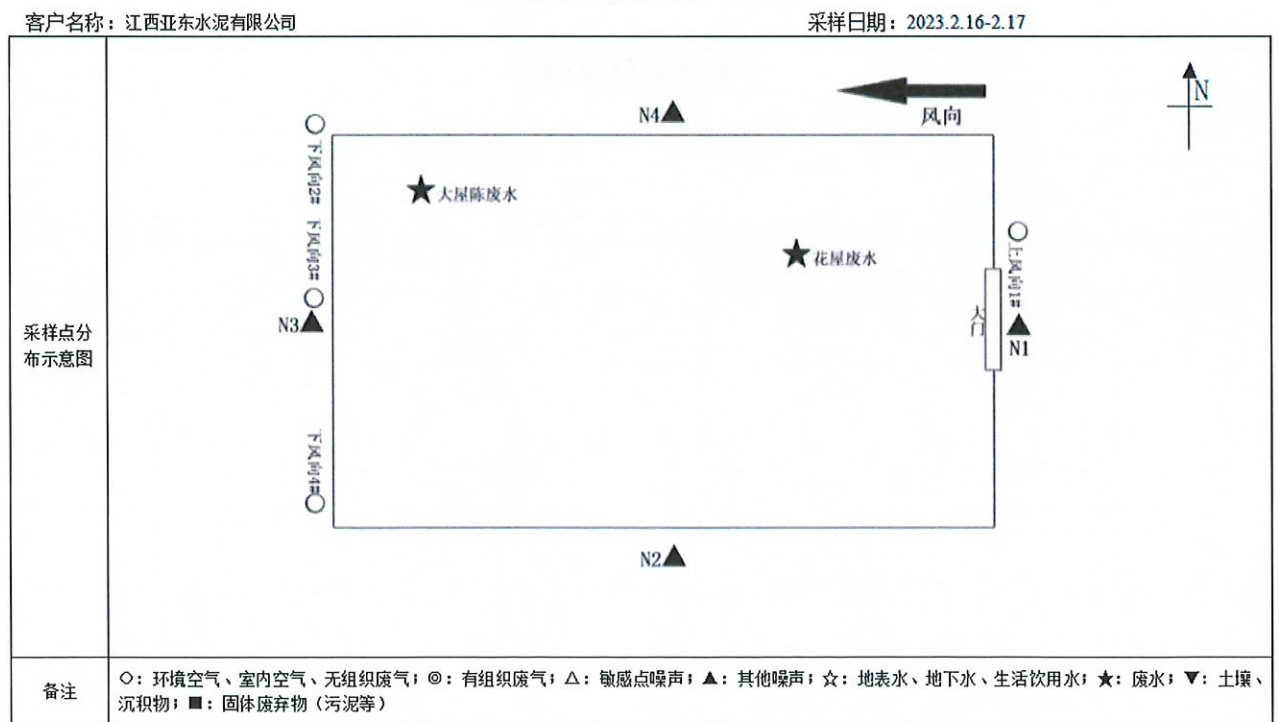 客户名称：江西亚东水泥有限公司
采样日期：2023.2.16-2.17
N
风向
N4
下风向2#
大屋陈废水
下风向3#
花屋废水
上风向1#
大门
N3
N1
采样点分
布示意图
下风向4#
N2
备注
○：环境空气、室内空气、无组织废气；◎：有组织废气；△：敏感点噪声；▲：其他噪声；☆：地表水、地下水、生活饮用水；★：废水；▼：土壤、
沉积物；■：固体废弃物（污泥等）